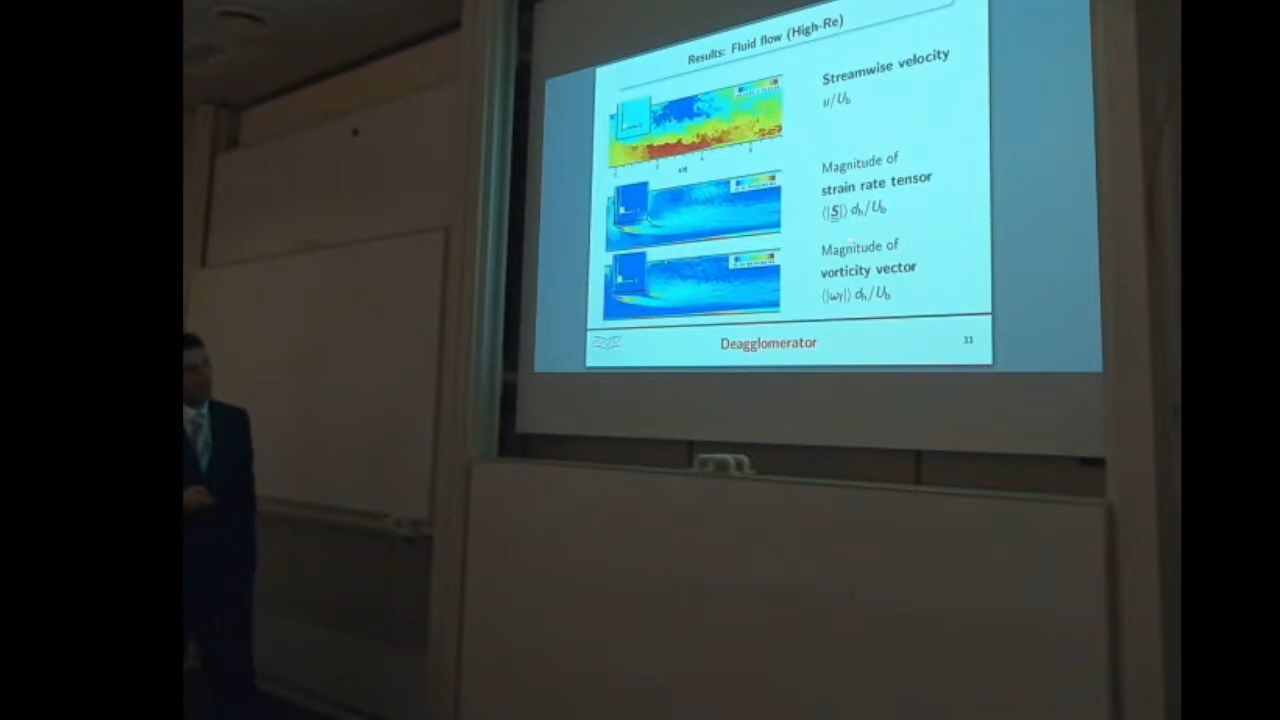 Results: Fluid flow (High-Re)
Streamwise velocity
u/U_b
Magnitude of
strain rate tensor
⟨|S|⟩ d_h/U_b
Magnitude of
vorticity vector
d_h/U_b
Deagglomerator
33